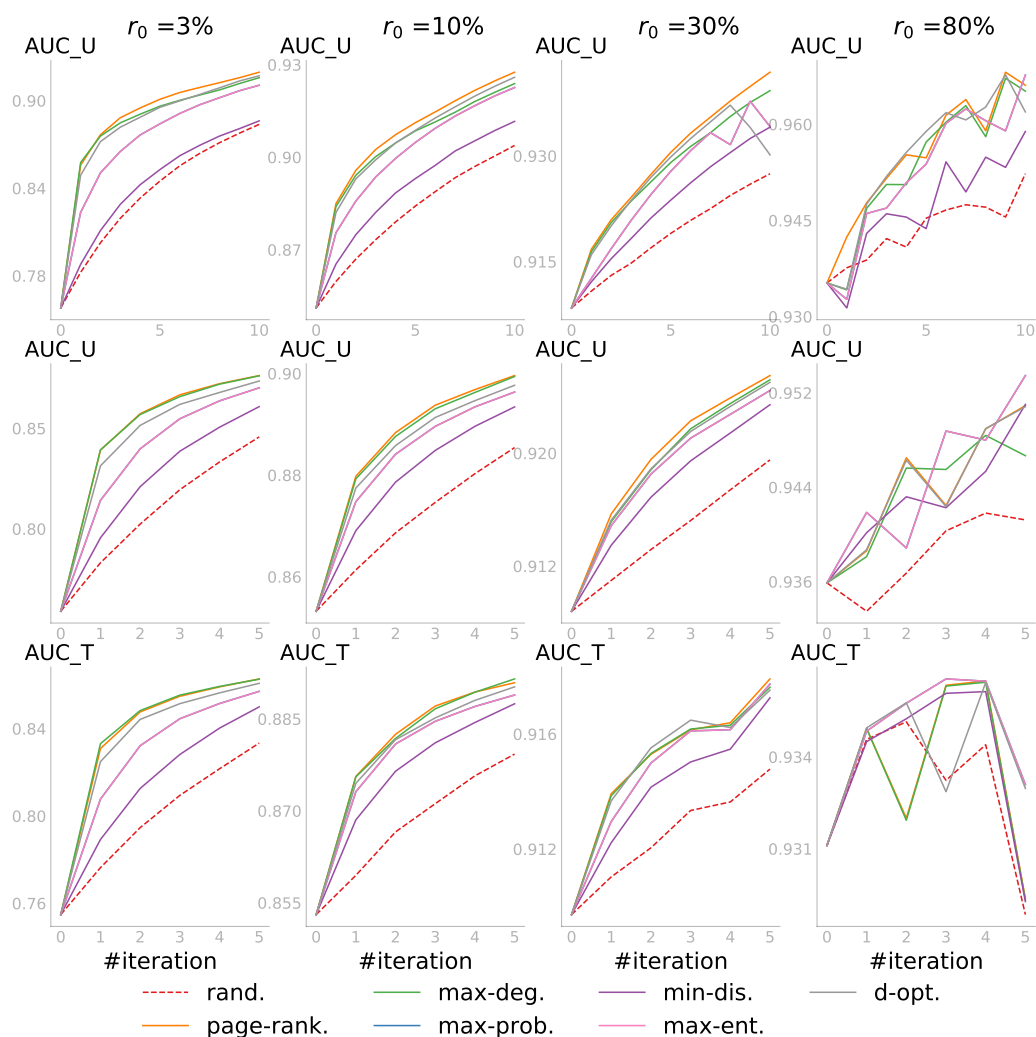 r0 =3% r0 =10% r0 =30% r0 =80%
AUC_U AUC_U AUC_U AUC_U
0.90 0.84 0.78
0 5 10
0.93 0.90 0.87
0 5 10
0.930 0.915
0 5 10
0.960 0.945 0.930
0 5 10
AUC_U AUC_U AUC_U AUC_U
0.85 0.80
0 1 2 3 4 5
0.90 0.88 0.86
0 1 2 3 4 5
0.920 0.912
0 1 2 3 4 5
0.952 0.944 0.936
0 1 2 3 4 5
AUC_T AUC_T AUC_T AUC_T
0.84 0.80 0.76
0 1 2 3 4 5
0.885 0.870 0.855
0 1 2 3 4 5
0.916 0.912
0 1 2 3 4 5
0.934 0.931
0 1 2 3 4 5
#iteration #iteration #iteration #iteration
rand. max-deg. min-dis. d-opt.
page-rank. max-prob. max-ent.